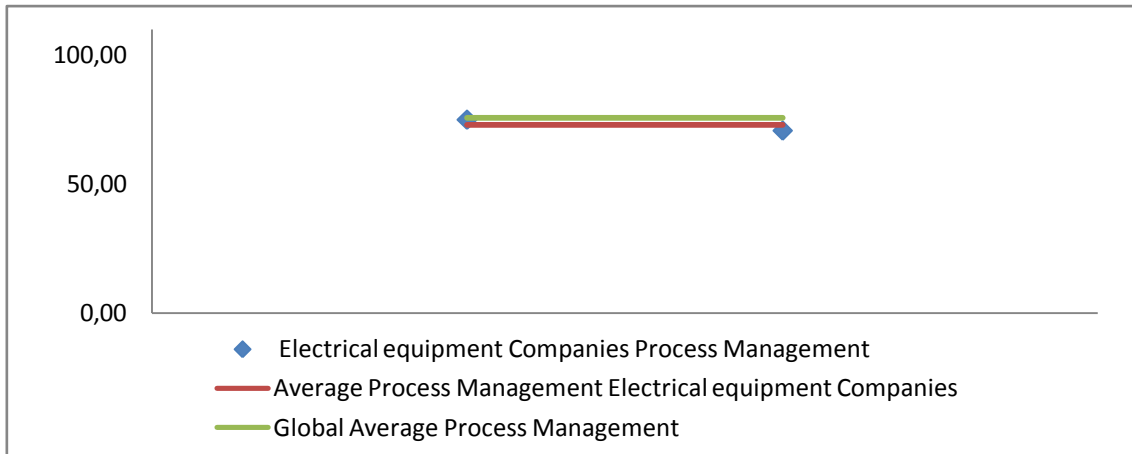 100,00
50,00
0,00
Electrical equipment Companies Process Management
Average Process Management Electrical equipment Companies
Global Average Process Management